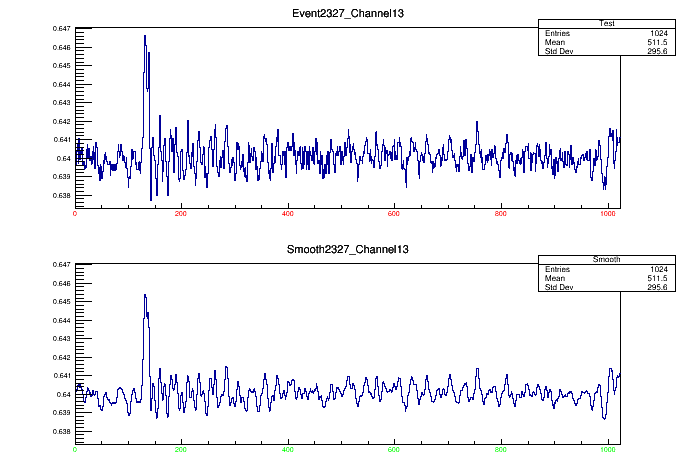 Event2327_Channel13
Test
Entries 1024
Mean 511.5
Std Dev 295.6
0.647
0.646
0.645
0.644
0.643
0.642
0.641
0.64
0.639
0.638
0 200 400 600 800 1000
Smooth2327_Channel13
Smooth
Entries 1024
Mean 511.5
Std Dev 295.6
0.647
0.646
0.645
0.644
0.643
0.642
0.641
0.64
0.639
0.638
0 200 400 600 800 1000